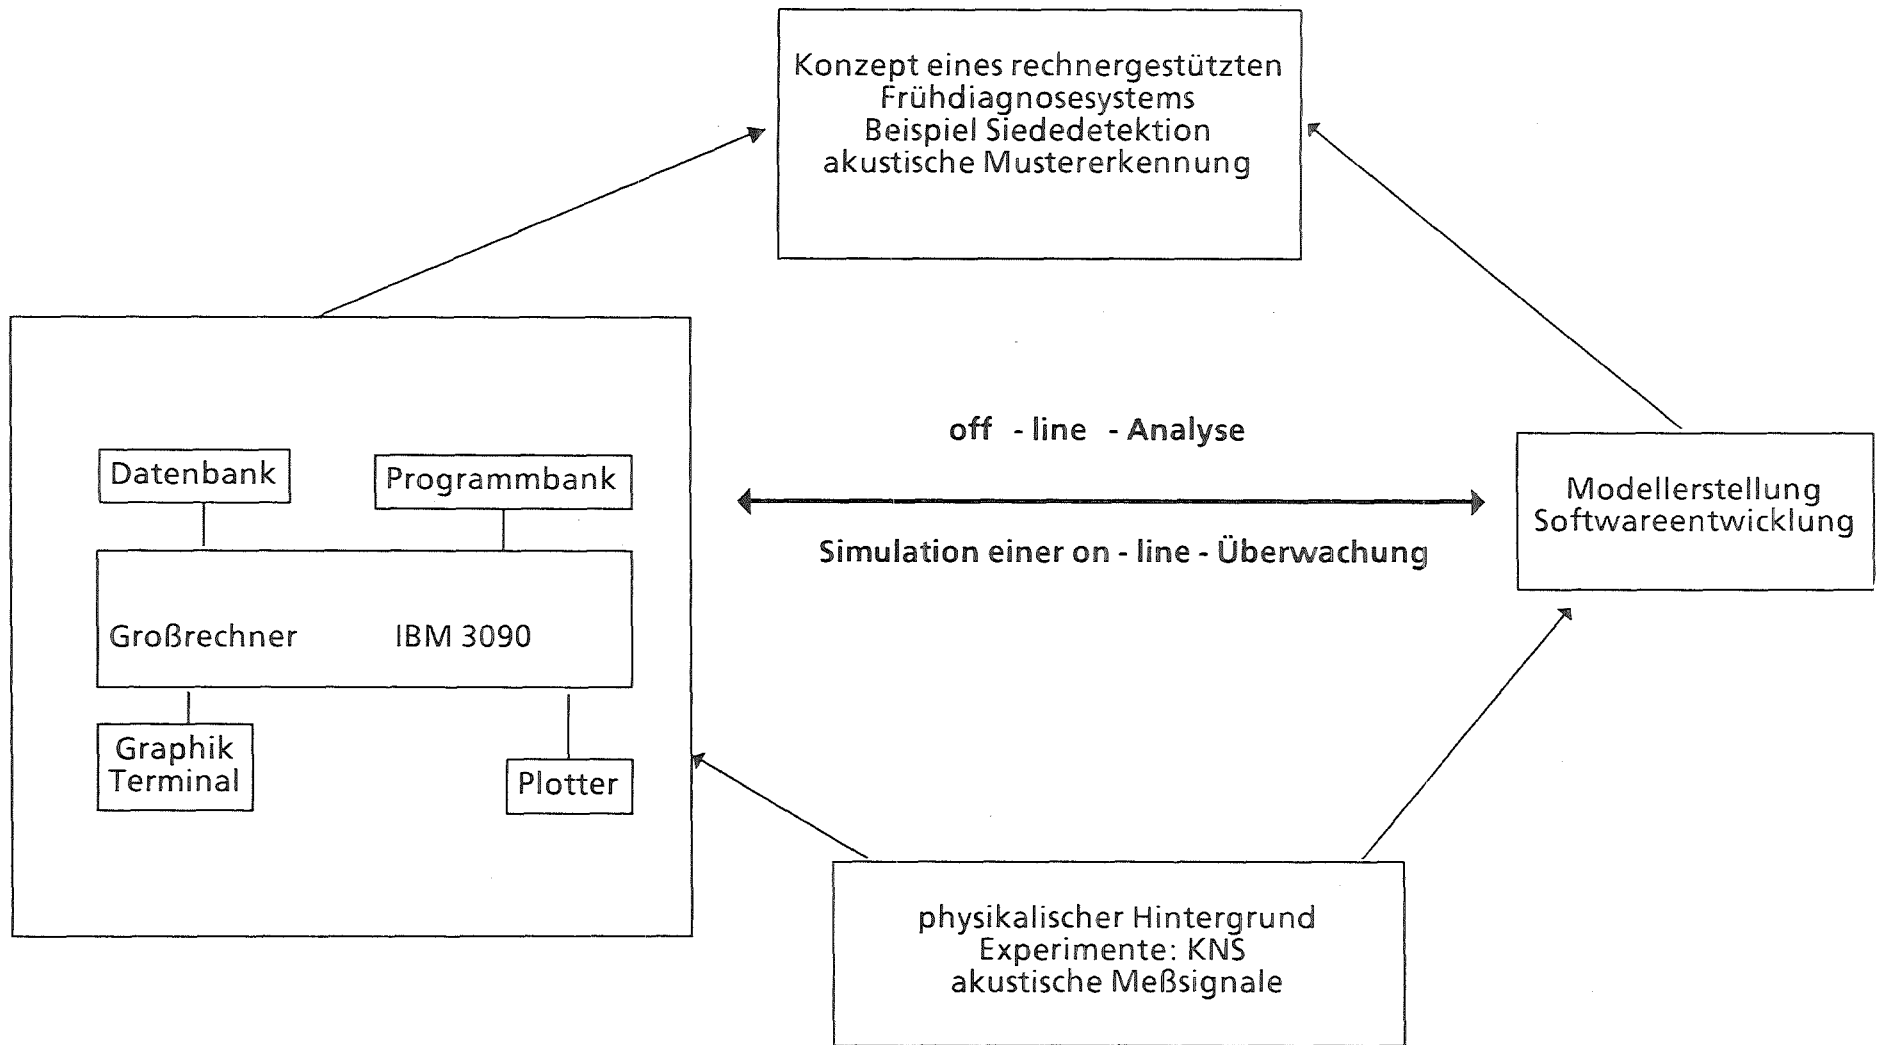 Konzept eines rechnergestützten
Frühdiagnosesystems
Beispiel Siededetektion
akustische Mustererkennung
off - line - Analyse
Simulation einer on - line - Überwachung
Datenbank
Programmbank
Großrechner IBM 3090
Graphik
Terminal
Plotter
Modellerstellung
Softwareentwicklung
physikalischer Hintergrund
Experimente: KNS
akustische Meßsignale